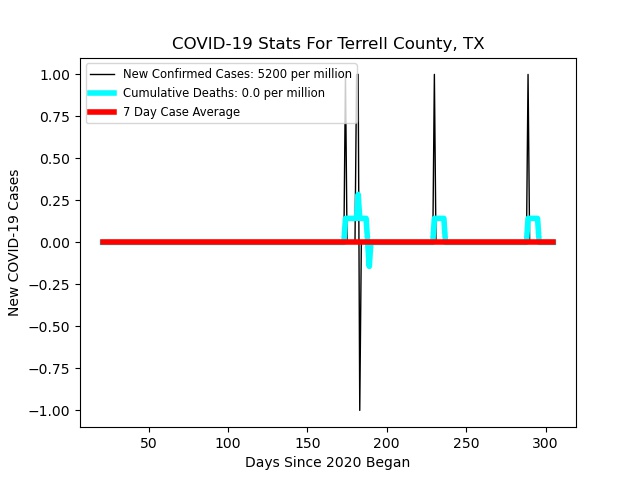 COVID-19 Stats For Terrell County, TX
New Confirmed Cases: 5200 per million
Cumulative Deaths: 0.0 per million
7 Day Case Average
1.00
0.75
0.50
0.25
0.00
−0.25
−0.50
−0.75
−1.00
New COVID-19 Cases
50 100 150 200 250 300
Days Since 2020 Began